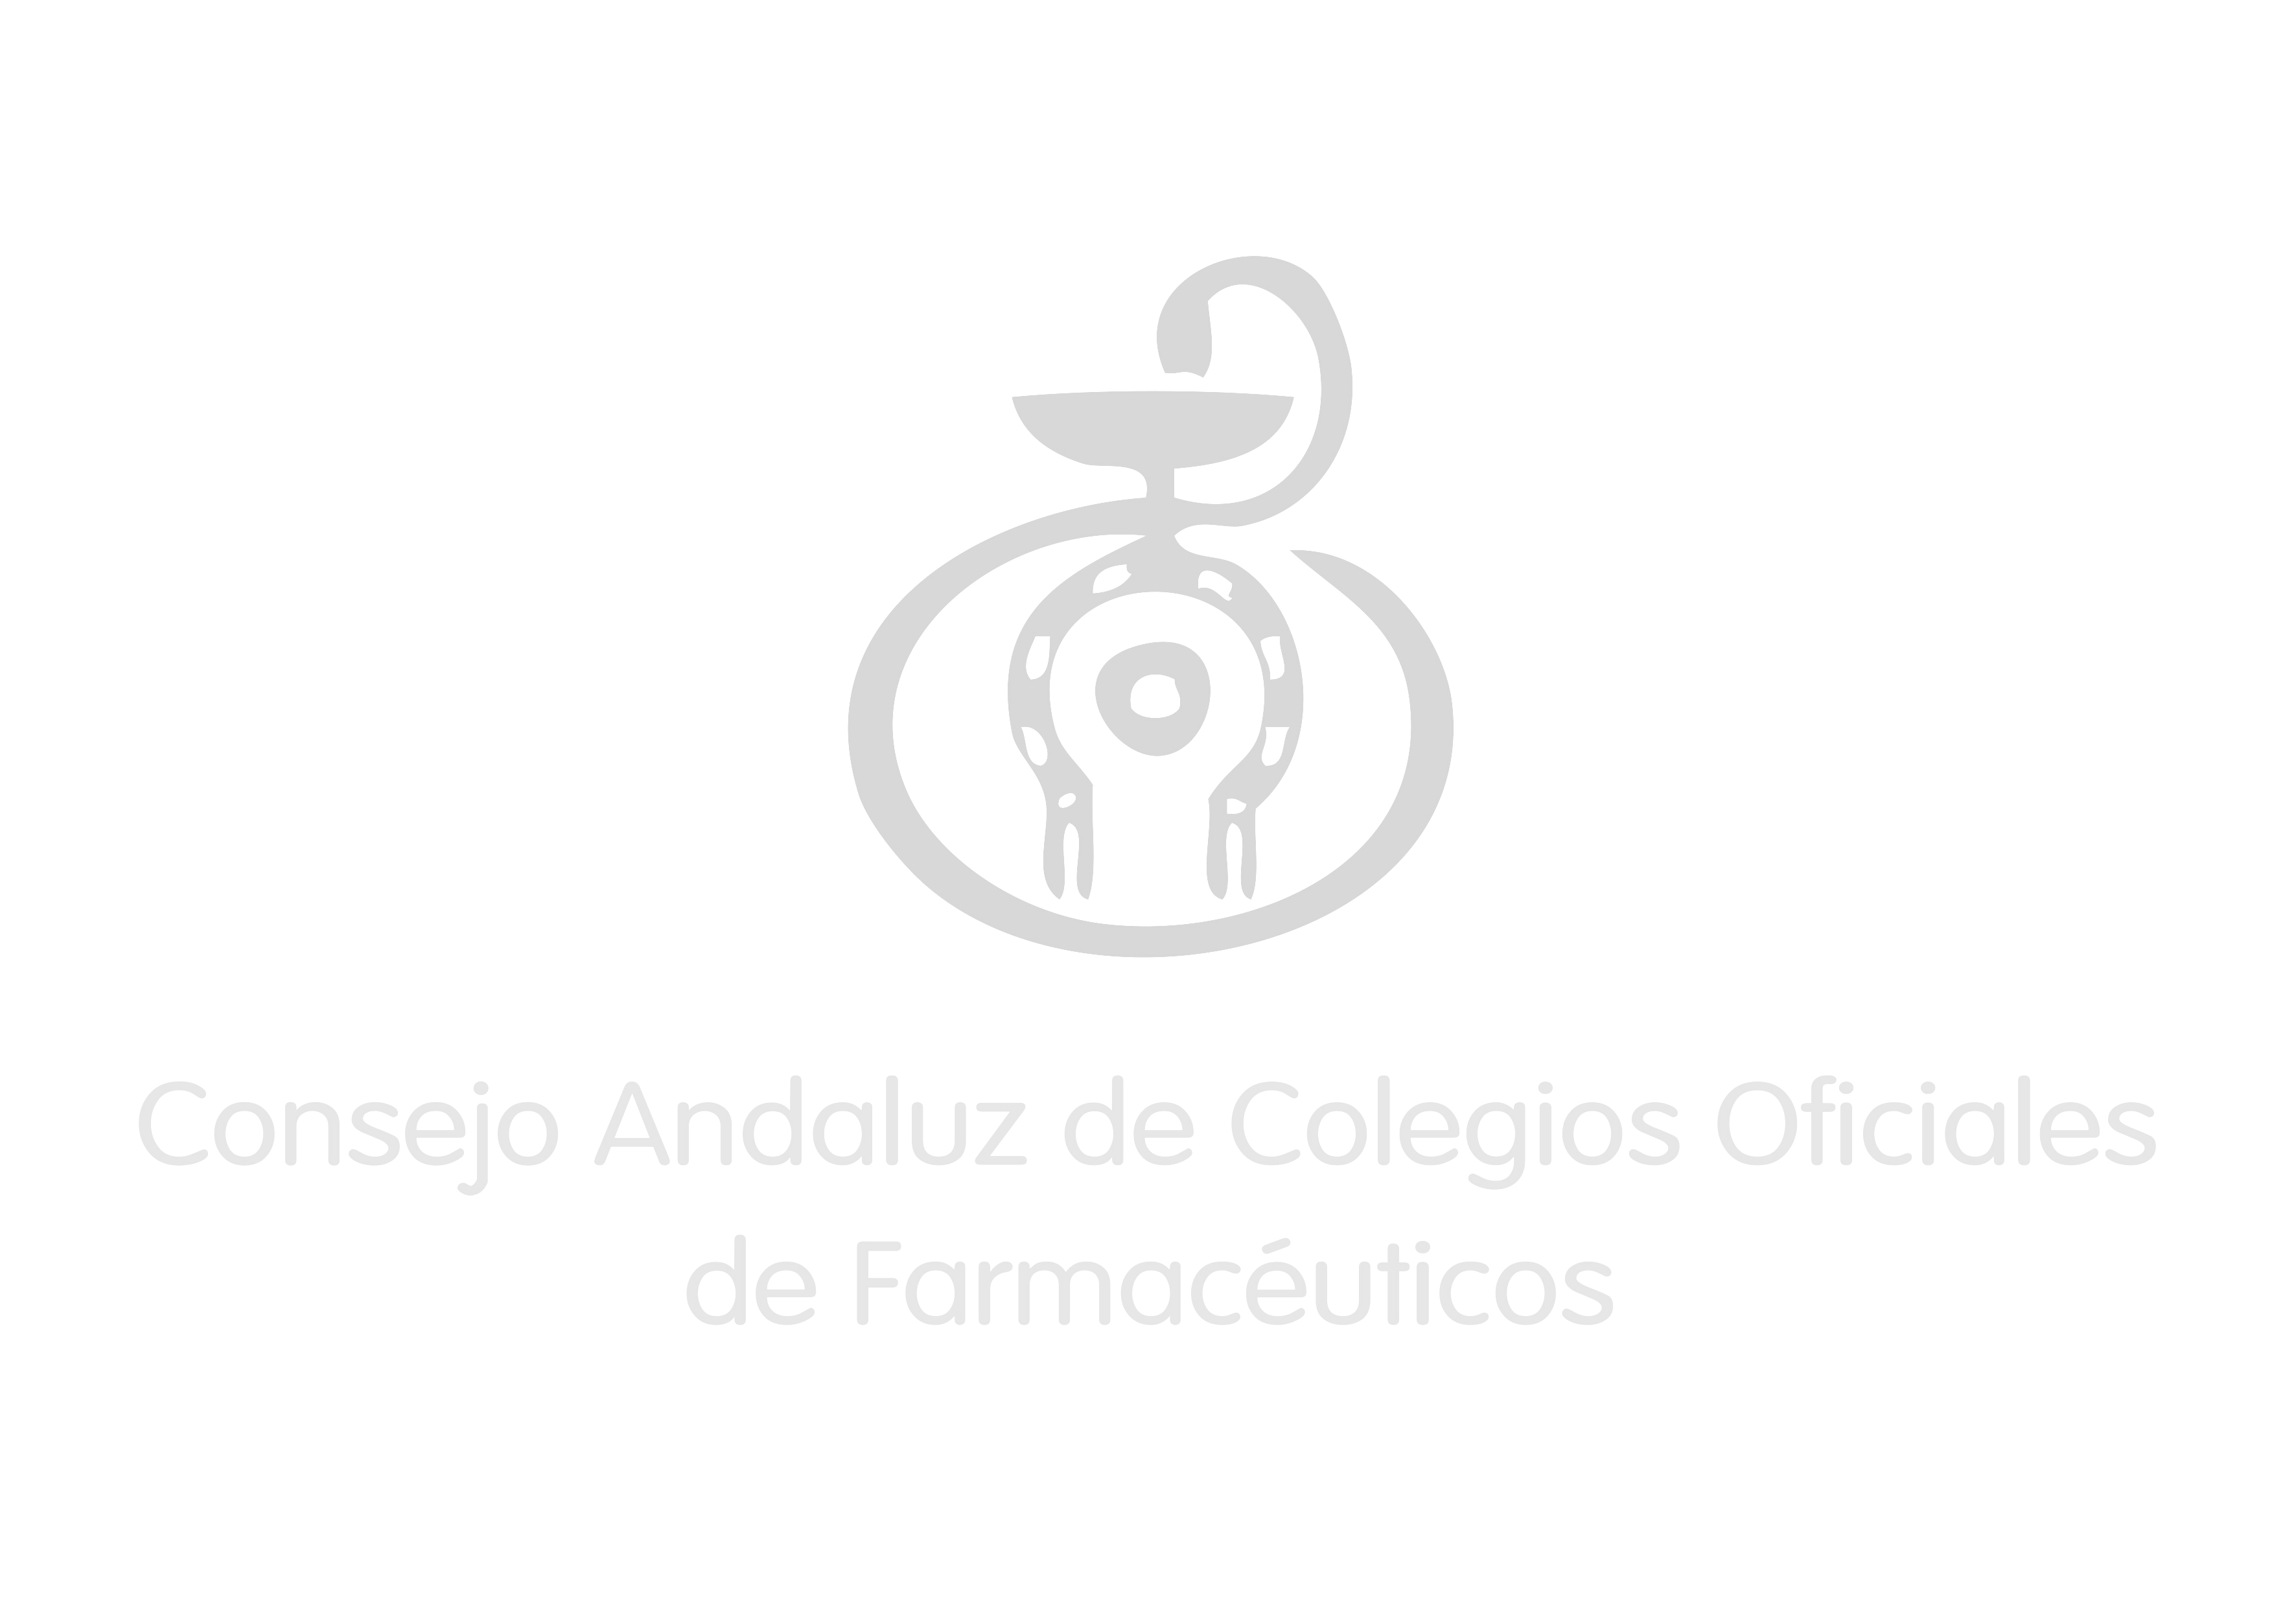 Consejo Andaluz de Colegios Oficiales
de Farmacéuticos